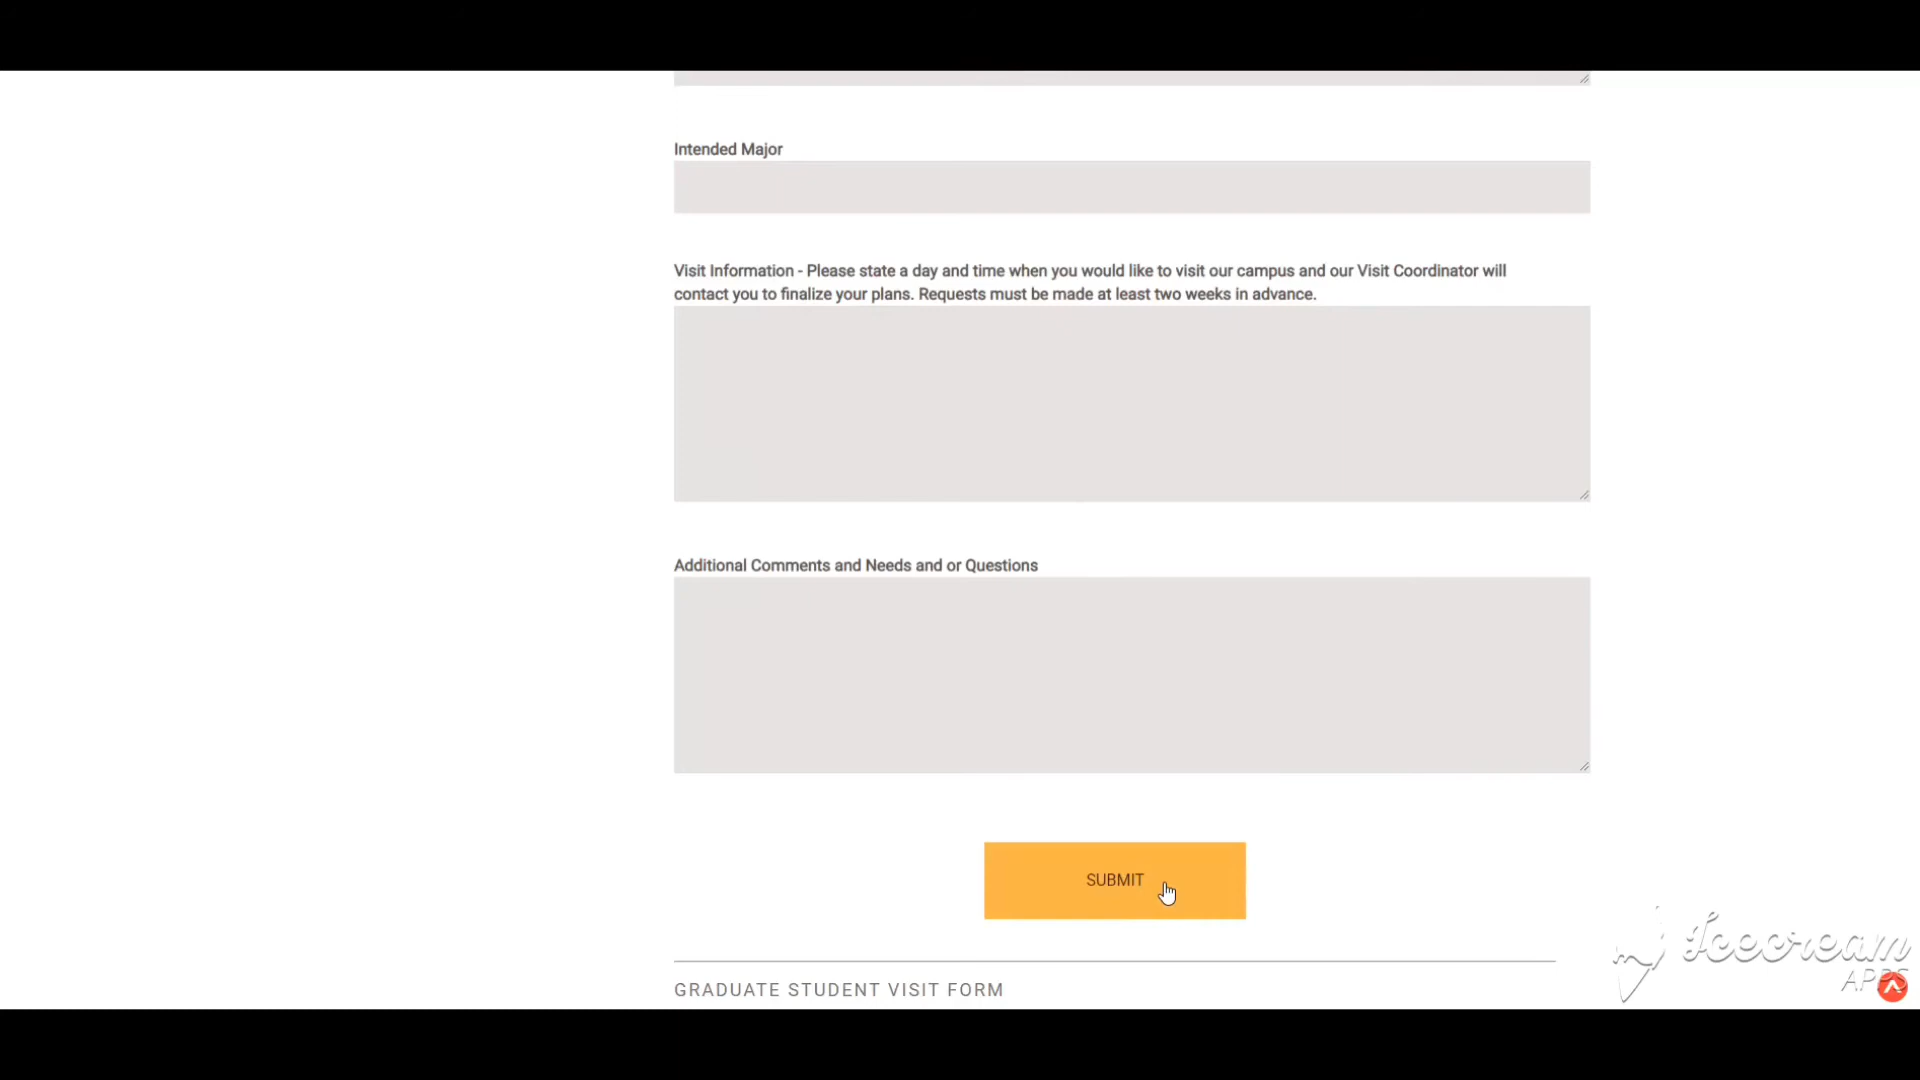 Intended Major
Visit Information - Please state a day and time when you would like to visit our campus and our Visit Coordinator will
contact you to finalize your plans. Requests must be made at least two weeks in advance.
Additional Comments and Needs and or Questions
SUBMIT
Icecream
APPS
GRADUATE STUDENT VISIT FORM